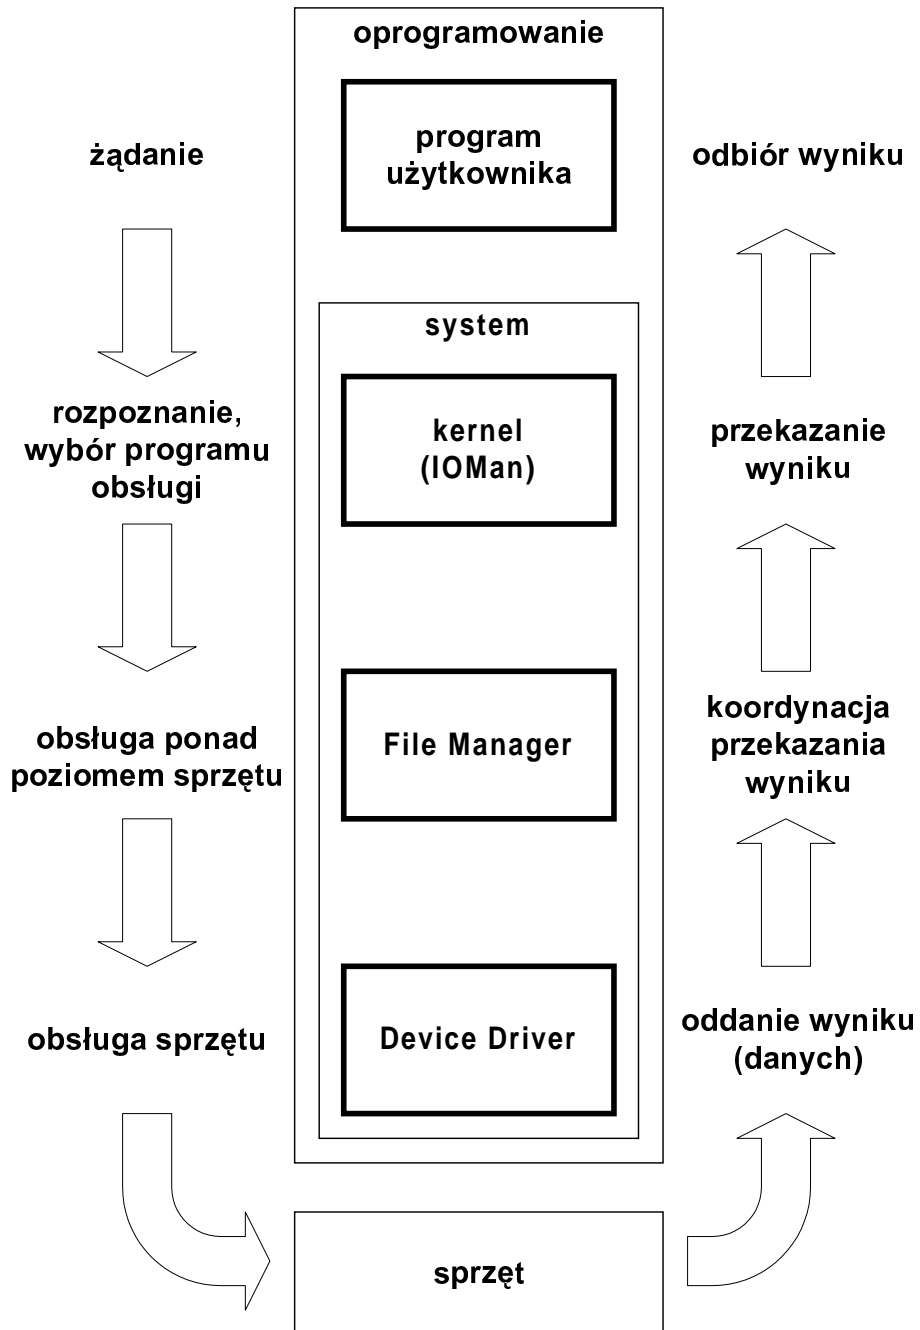 oprogramowanie
żądanie
program
użytkownika
odbiór wyniku
system
rozpoznanie,
wybór programu
obsługi
kernel
(IOMan)
przekazanie
wyniku
obsługa ponad
poziomem sprzętu
File Manager
koordynacja
przekazania
wyniku
obsługa sprzętu
Device Driver
oddanie wyniku
(danych)
sprzęt